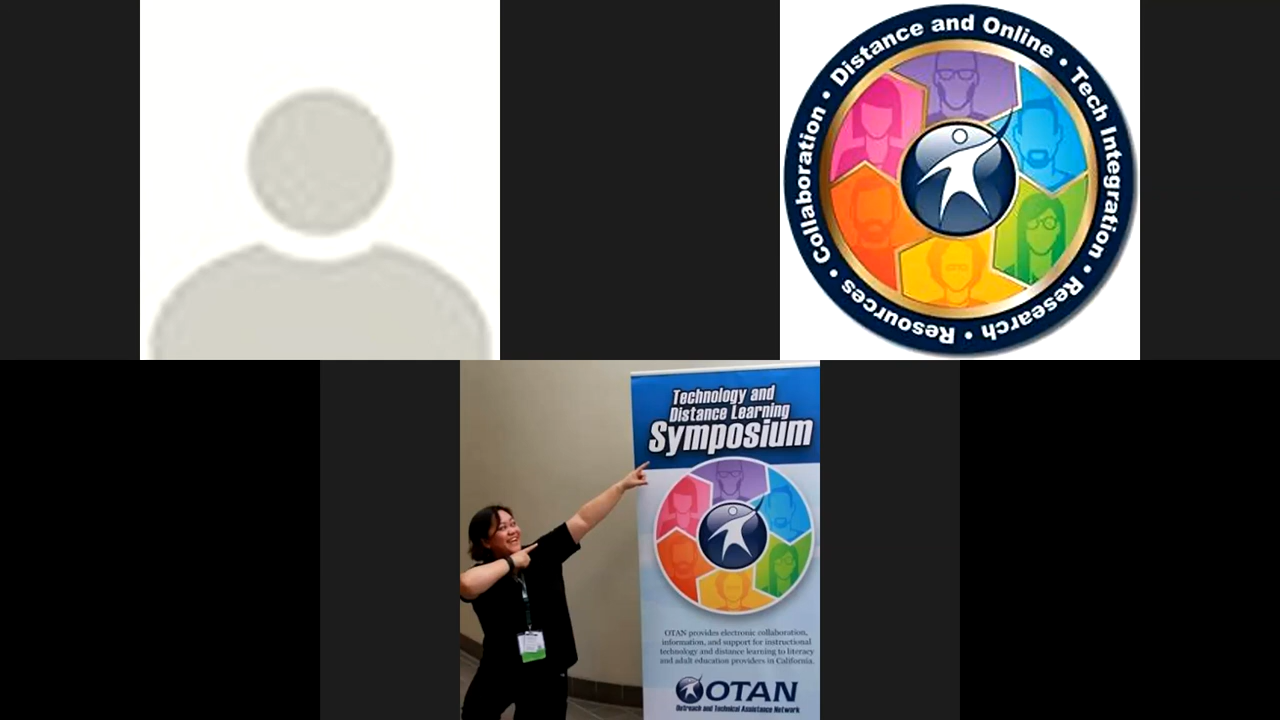 Collaboration • Distance and Online • Tech Integration • Research • Resources •
Technology and
Distance Learning
Symposium
OTAN provides electronic collaboration,
information, and support for instructional
technology and distance learning to literacy
and adult education providers in California.
OTAN
Outreach and Technical Assistance Network